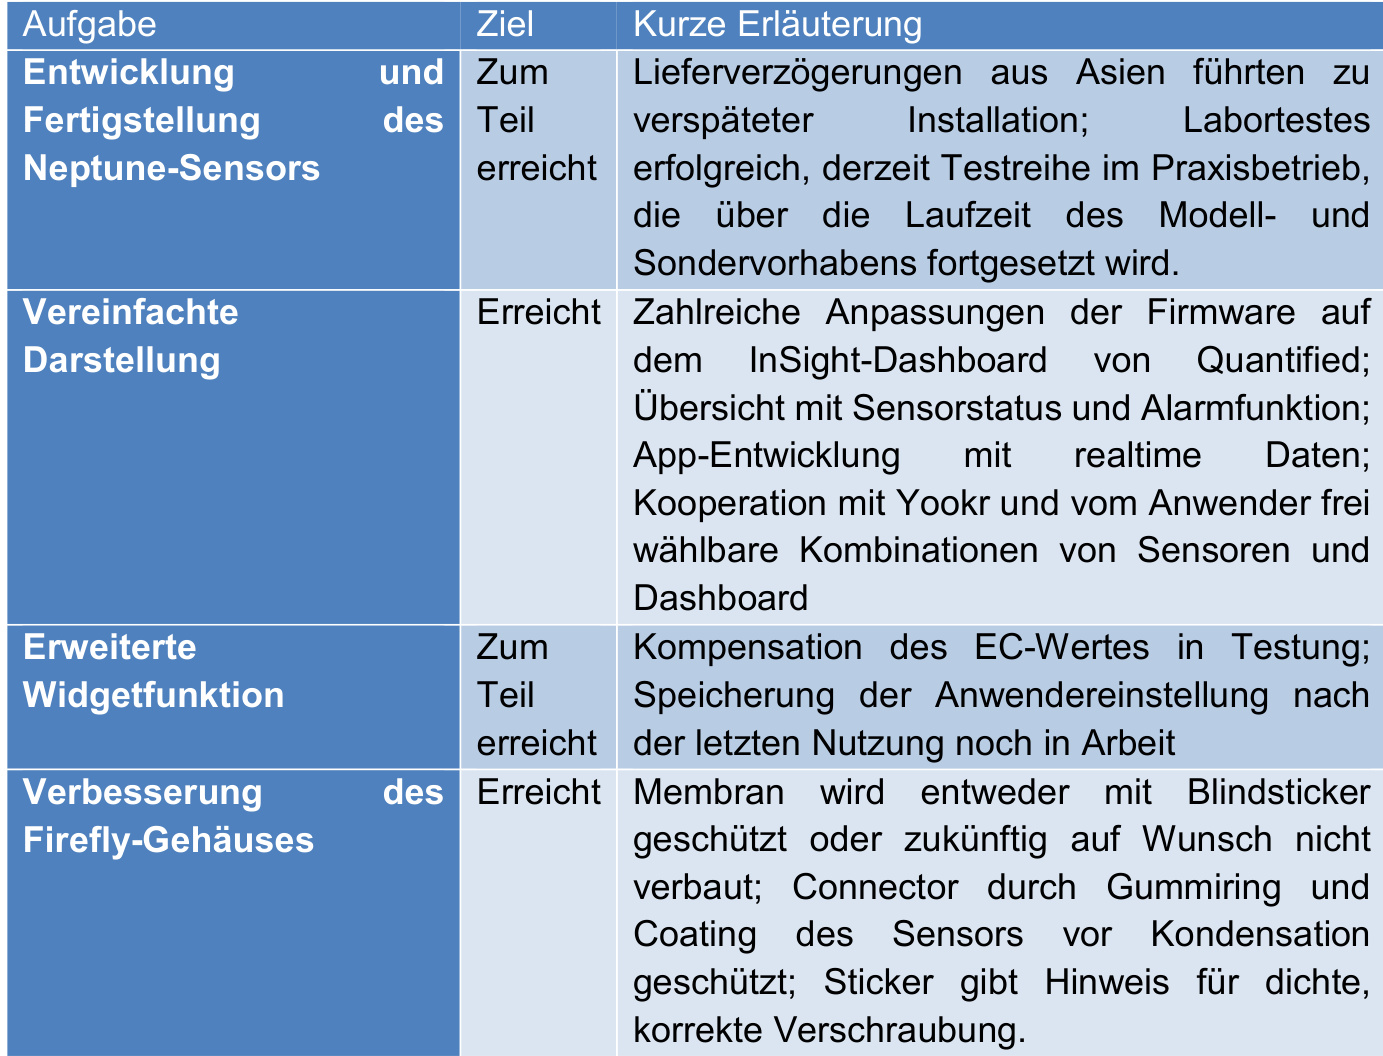 Aufgabe Ziel Kurze Erläuterung
Entwicklung und
Fertigstellung des
Neptune-Sensors
Zum
Teil
erreicht
Lieferverzögerungen aus Asien führten zu
verspäteter Installation; Labortestes
erfolgreich, derzeit Testreihe im Praxisbetrieb,
die über die Laufzeit des Modell- und
Sondervorhabens fortgesetzt wird.
Vereinfachte
Darstellung
Erreicht
Zahlreiche Anpassungen der Firmware auf
dem InSight-Dashboard von Quantified;
Übersicht mit Sensorstatus und Alarmfunktion;
App-Entwicklung mit realtime Daten;
Kooperation mit Yookr und vom Anwender frei
wählbare Kombinationen von Sensoren und
Dashboard
Erweiterte
Widgetfunktion
Zum
Teil
erreicht
Kompensation des EC-Wertes in Testung;
Speicherung der Anwendereinstellung nach
der letzten Nutzung noch in Arbeit
Verbesserung des
Firefly-Gehäuses
Erreicht
Membran wird entweder mit Blindsticker
geschützt oder zukünftig auf Wunsch nicht
verbaut; Connector durch Gummiring und
Coating des Sensors vor Kondensation
geschützt; Sticker gibt Hinweis für dichte,
korrekte Verschraubung.